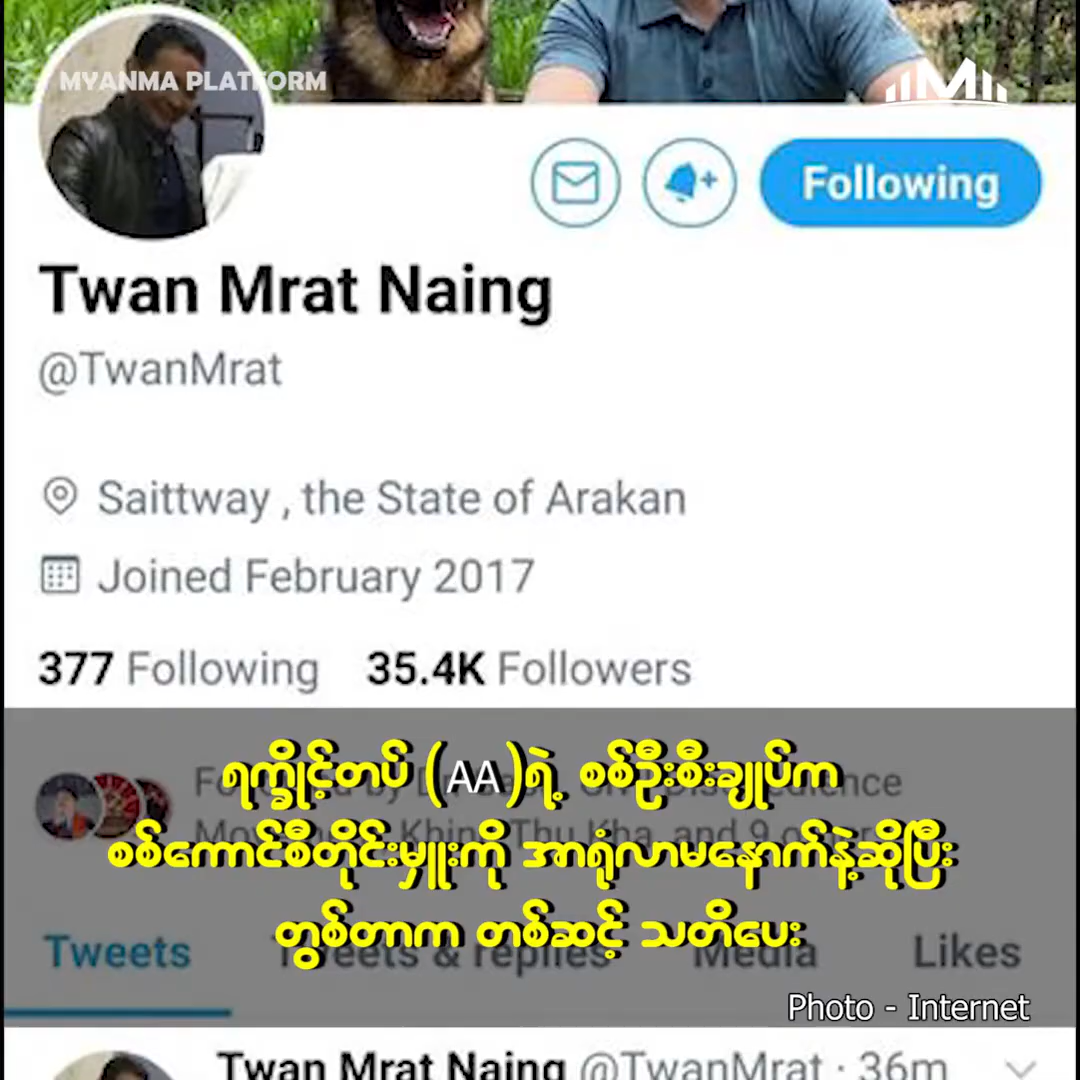 MYANMA PLATFORM
Following
Twan Mrat Naing
@TwanMrat
Saittway , the State of Arakan
Joined February 2017
377 Following 35.4K Followers
ရက္ခိုင့်တပ် (AA)ရဲ့ စစ်ဦးစီးချုပ်က
စစ်ကောင်စီတိုင်းမှူးကို အာရုံလာမနောက်နဲ့ဆိုပြီး
တွစ်တာက တစ်ဆင့် သတိပေး
Tweets Tweets & replies Media Likes
Photo - Internet
Twan Mrat Naing @TwanMrat · 36m